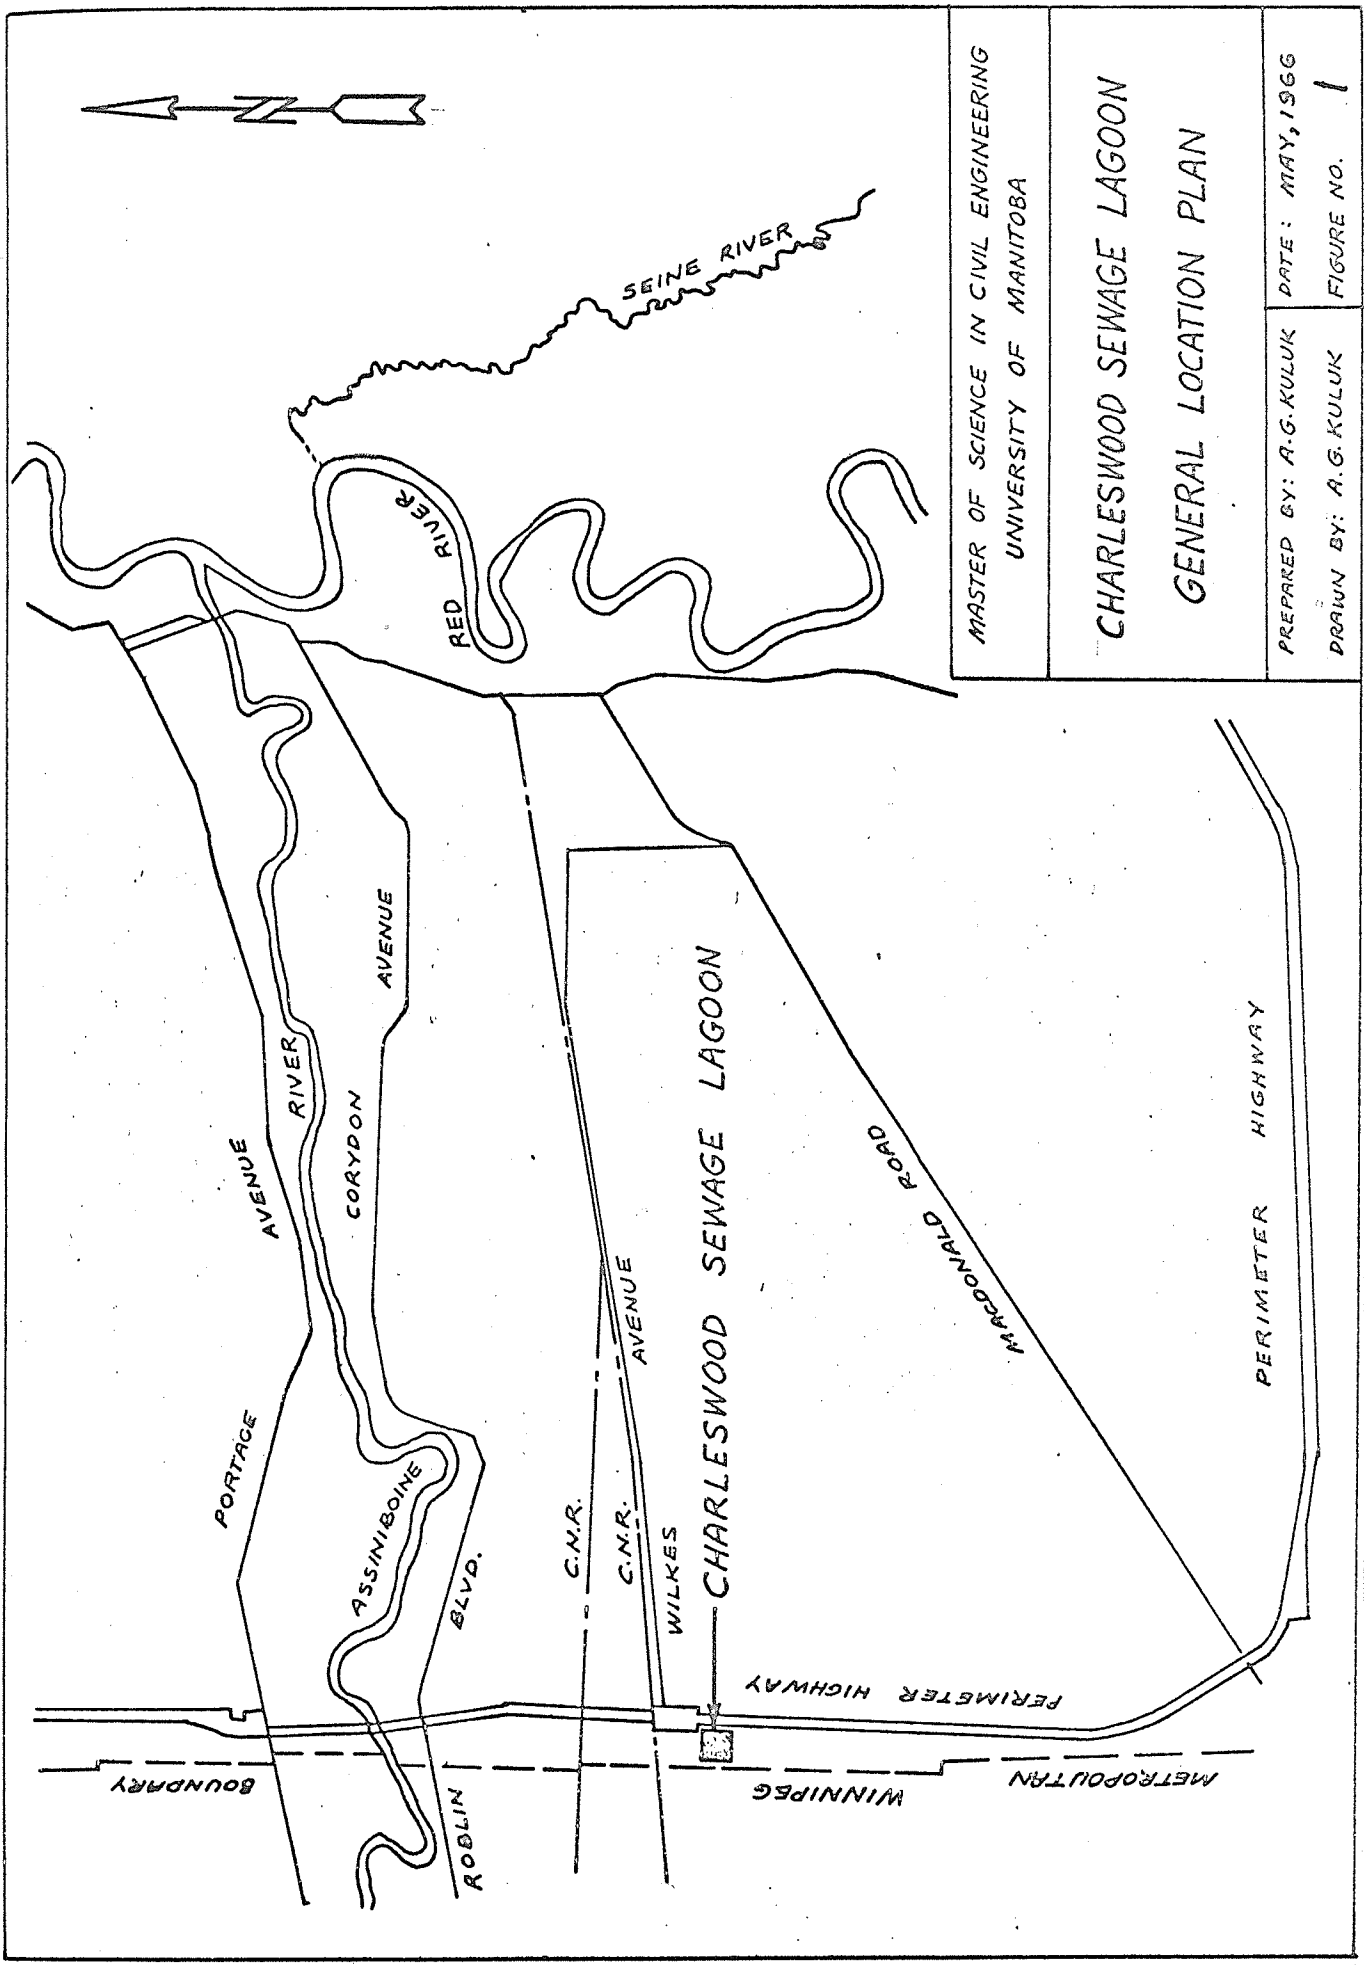 N
SEINE RIVER
RED RIVER
PORTAGE AVENUE
ASSINIBOINE RIVER
CORYDON AVENUE
ROBLIN BLVD.
C.N.R.
C.N.R.
WILKES AVENUE
CHARLESWOOD SEWAGE LAGOON
MACDONALD ROAD
PERIMETER HIGHWAY
PERIMETER HIGHWAY
METROPOLITAN WINNIPEG BOUNDARY
MASTER OF SCIENCE IN CIVIL ENGINEERING
UNIVERSITY OF MANITOBA
CHARLESWOOD SEWAGE LAGOON
GENERAL LOCATION PLAN
PREPARED BY: A.G. KULUK
DATE: MAY, 1966
DRAWN BY: A.G. KULUK
FIGURE NO. 1